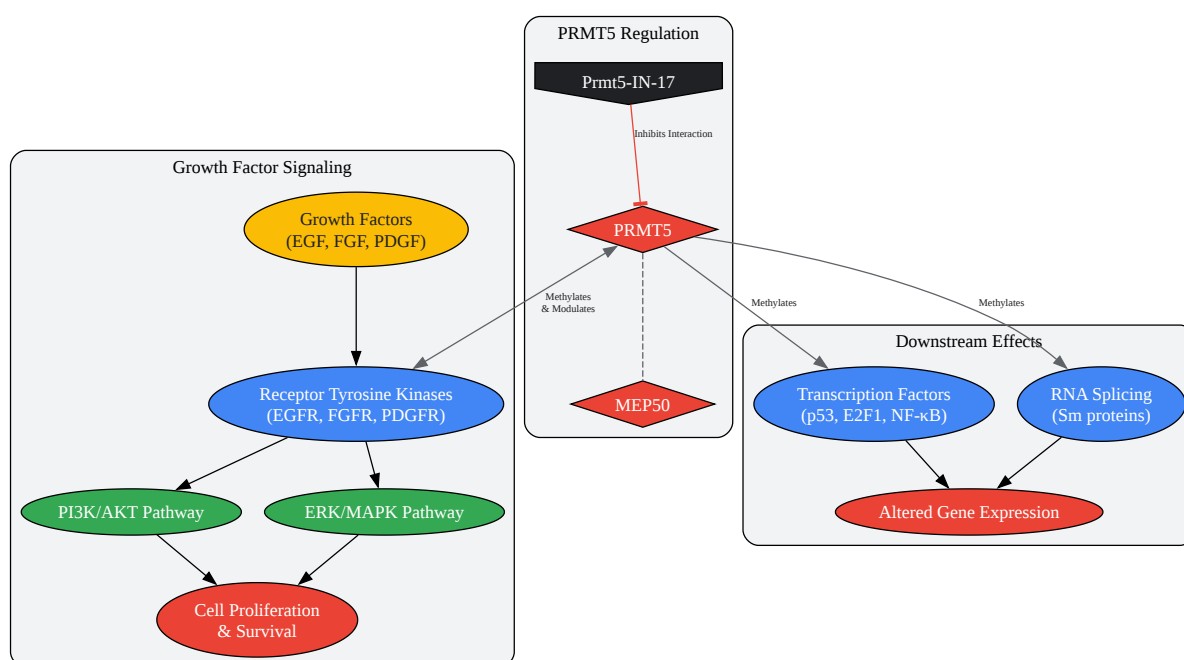 PRMT5 Regulation
Prmt5-IN-17
Inhibits Interaction
PRMT5
MEP50
Growth Factor Signaling
Growth Factors
(EGF, FGF, PDGF)
Methylates
& Modulates
Receptor Tyrosine Kinases
(EGFR, FGFR, PDGFR)
PI3K/AKT Pathway
ERK/MAPK Pathway
Cell Proliferation
& Survival
Methylates
Methylates
Downstream Effects
Transcription Factors
(p53, E2F1, NF-κB)
RNA Splicing
(Sm proteins)
Altered Gene Expression